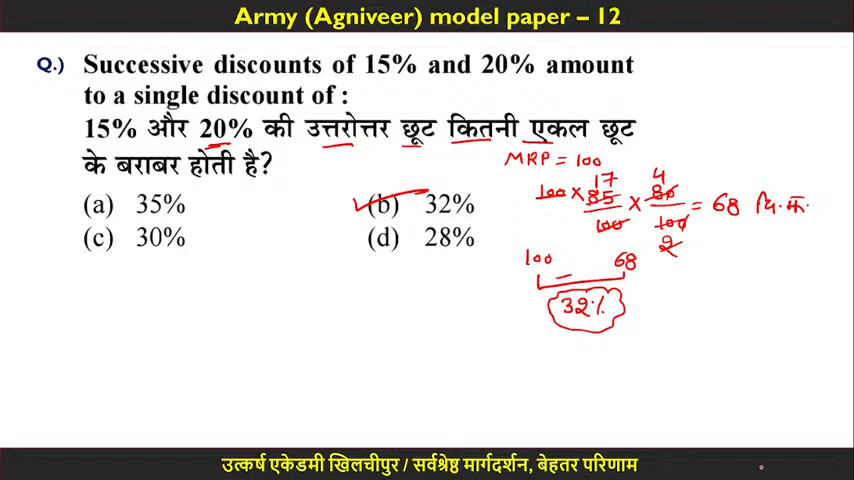 Army (Agniveer) model paper – 12
Q.) Successive discounts of 15% and 20% amount
to a single discount of :
15% और 20% की उत्तरोत्तर छूट कितनी एकल छूट
के बराबर होती है?
MRP = 100
17 4
100 × 85 × 80 = 68 वि.मू.
100 100
2
(a) 35% (b) 32%
(c) 30% (d) 28%
100 – 68
32%
उत्कर्ष एकेडमी खिलचीपुर / सर्वश्रेष्ठ मार्गदर्शन, बेहतर परिणाम